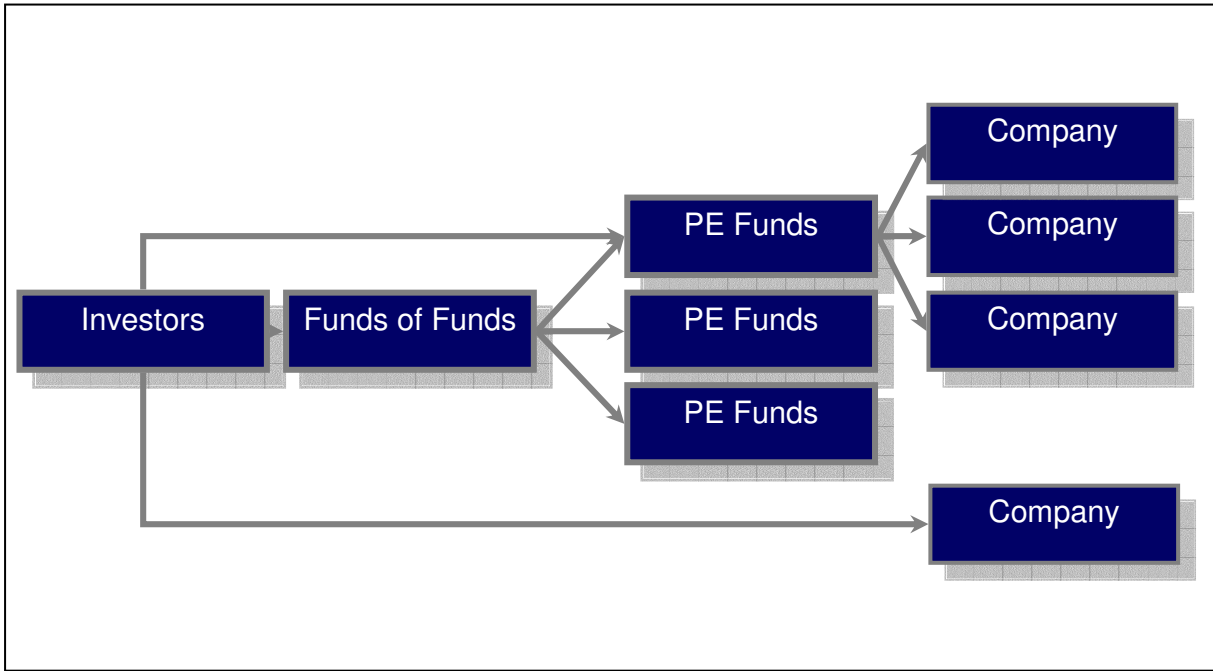 Company
PE Funds
Company
Investors
Funds of Funds
PE Funds
Company
PE Funds
Company